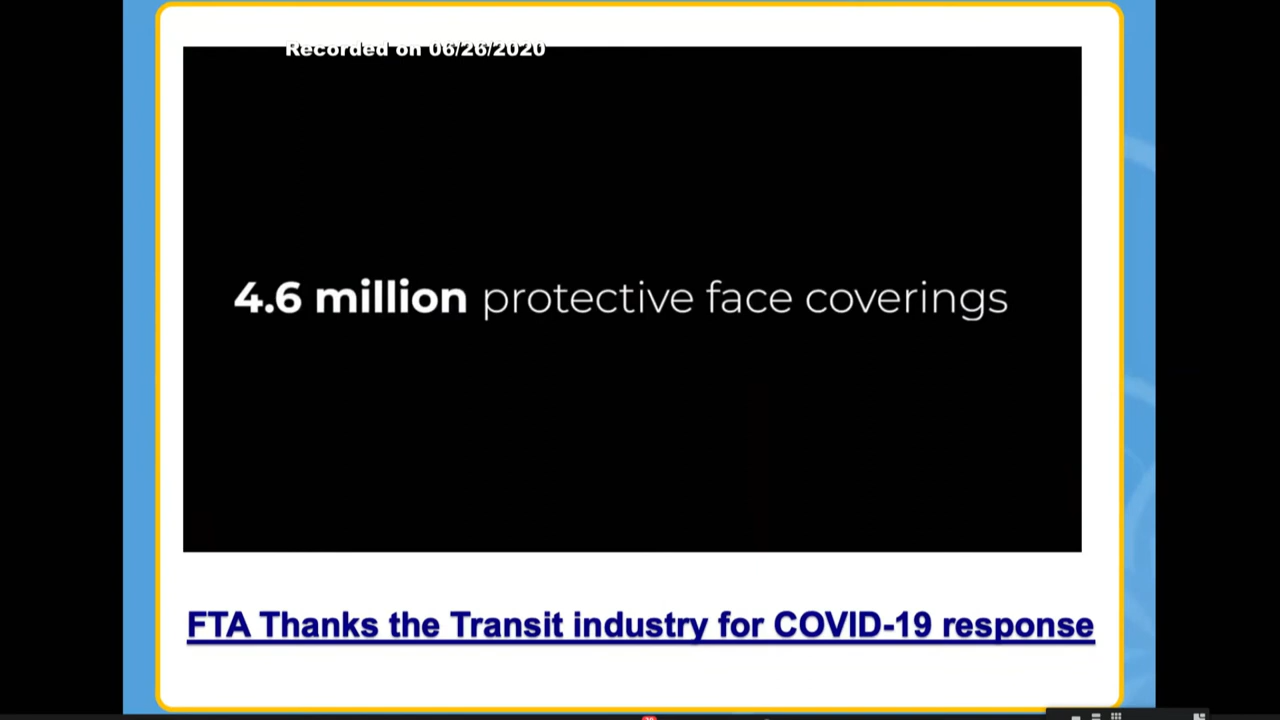 Recorded on 06/26/2020
4.6 million protective face coverings
FTA Thanks the Transit industry for COVID-19 response